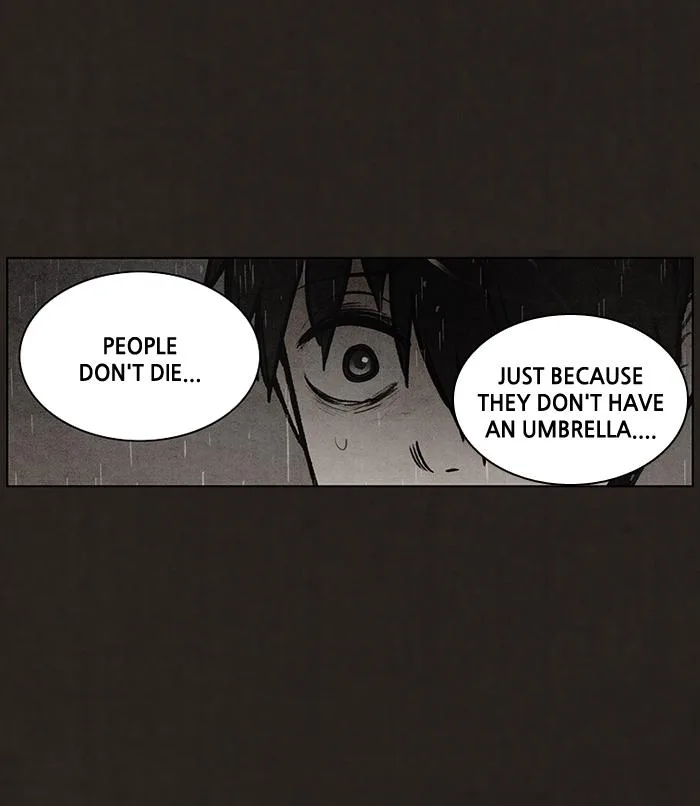 PEOPLE
DON'T DIE...
JUST BECAUSE
THEY DON'T HAVE
AN UMBRELLA....